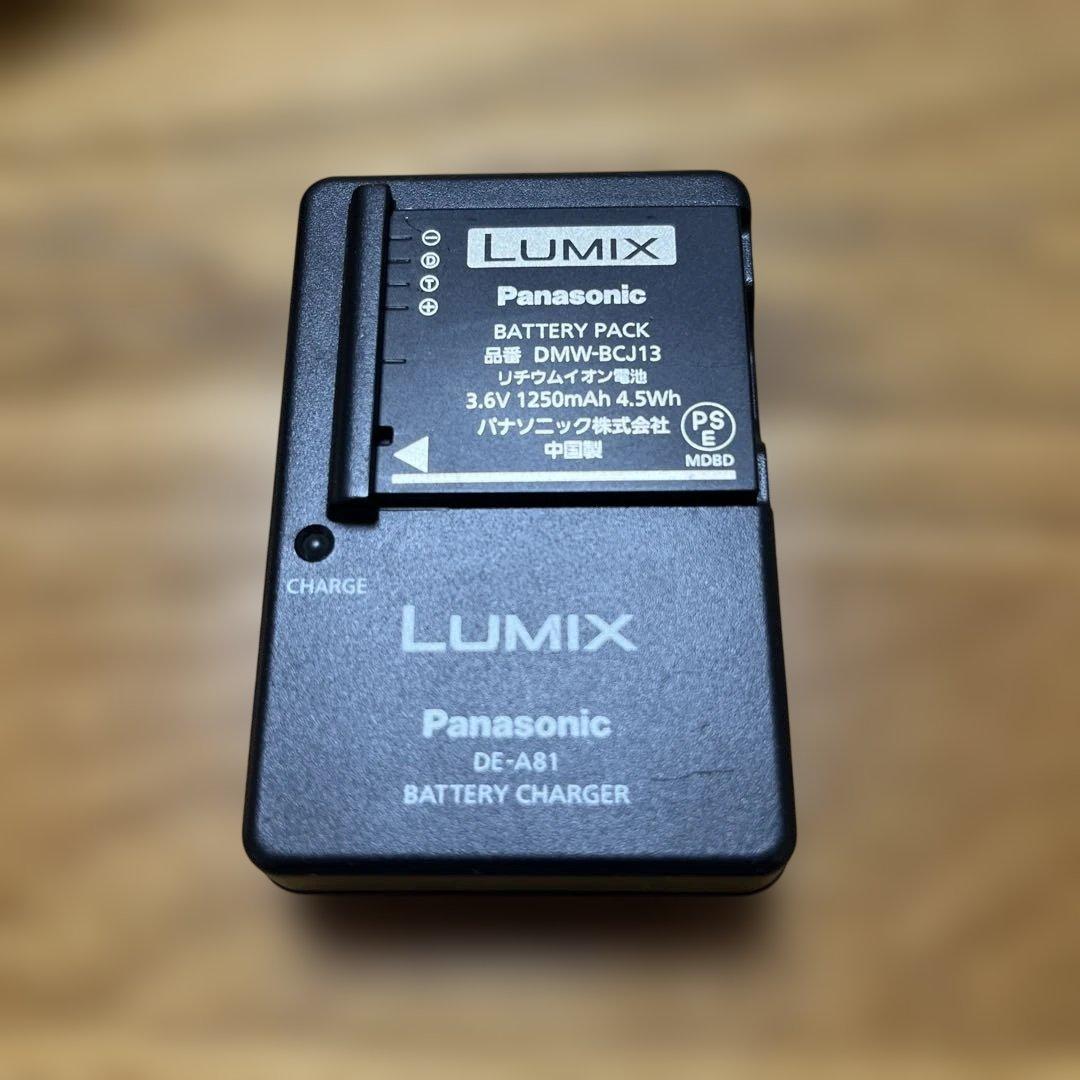 LUMIX
Panasonic
BATTERY PACK
品番 DMW-BCJ13
リチウムイオン電池
3.6V 1250mAh 4.5Wh
パナソニック株式会社
中国製
PS
E
MDBD
− 
D
T
+
CHARGE
LUMIX
Panasonic
DE-A81
BATTERY CHARGER